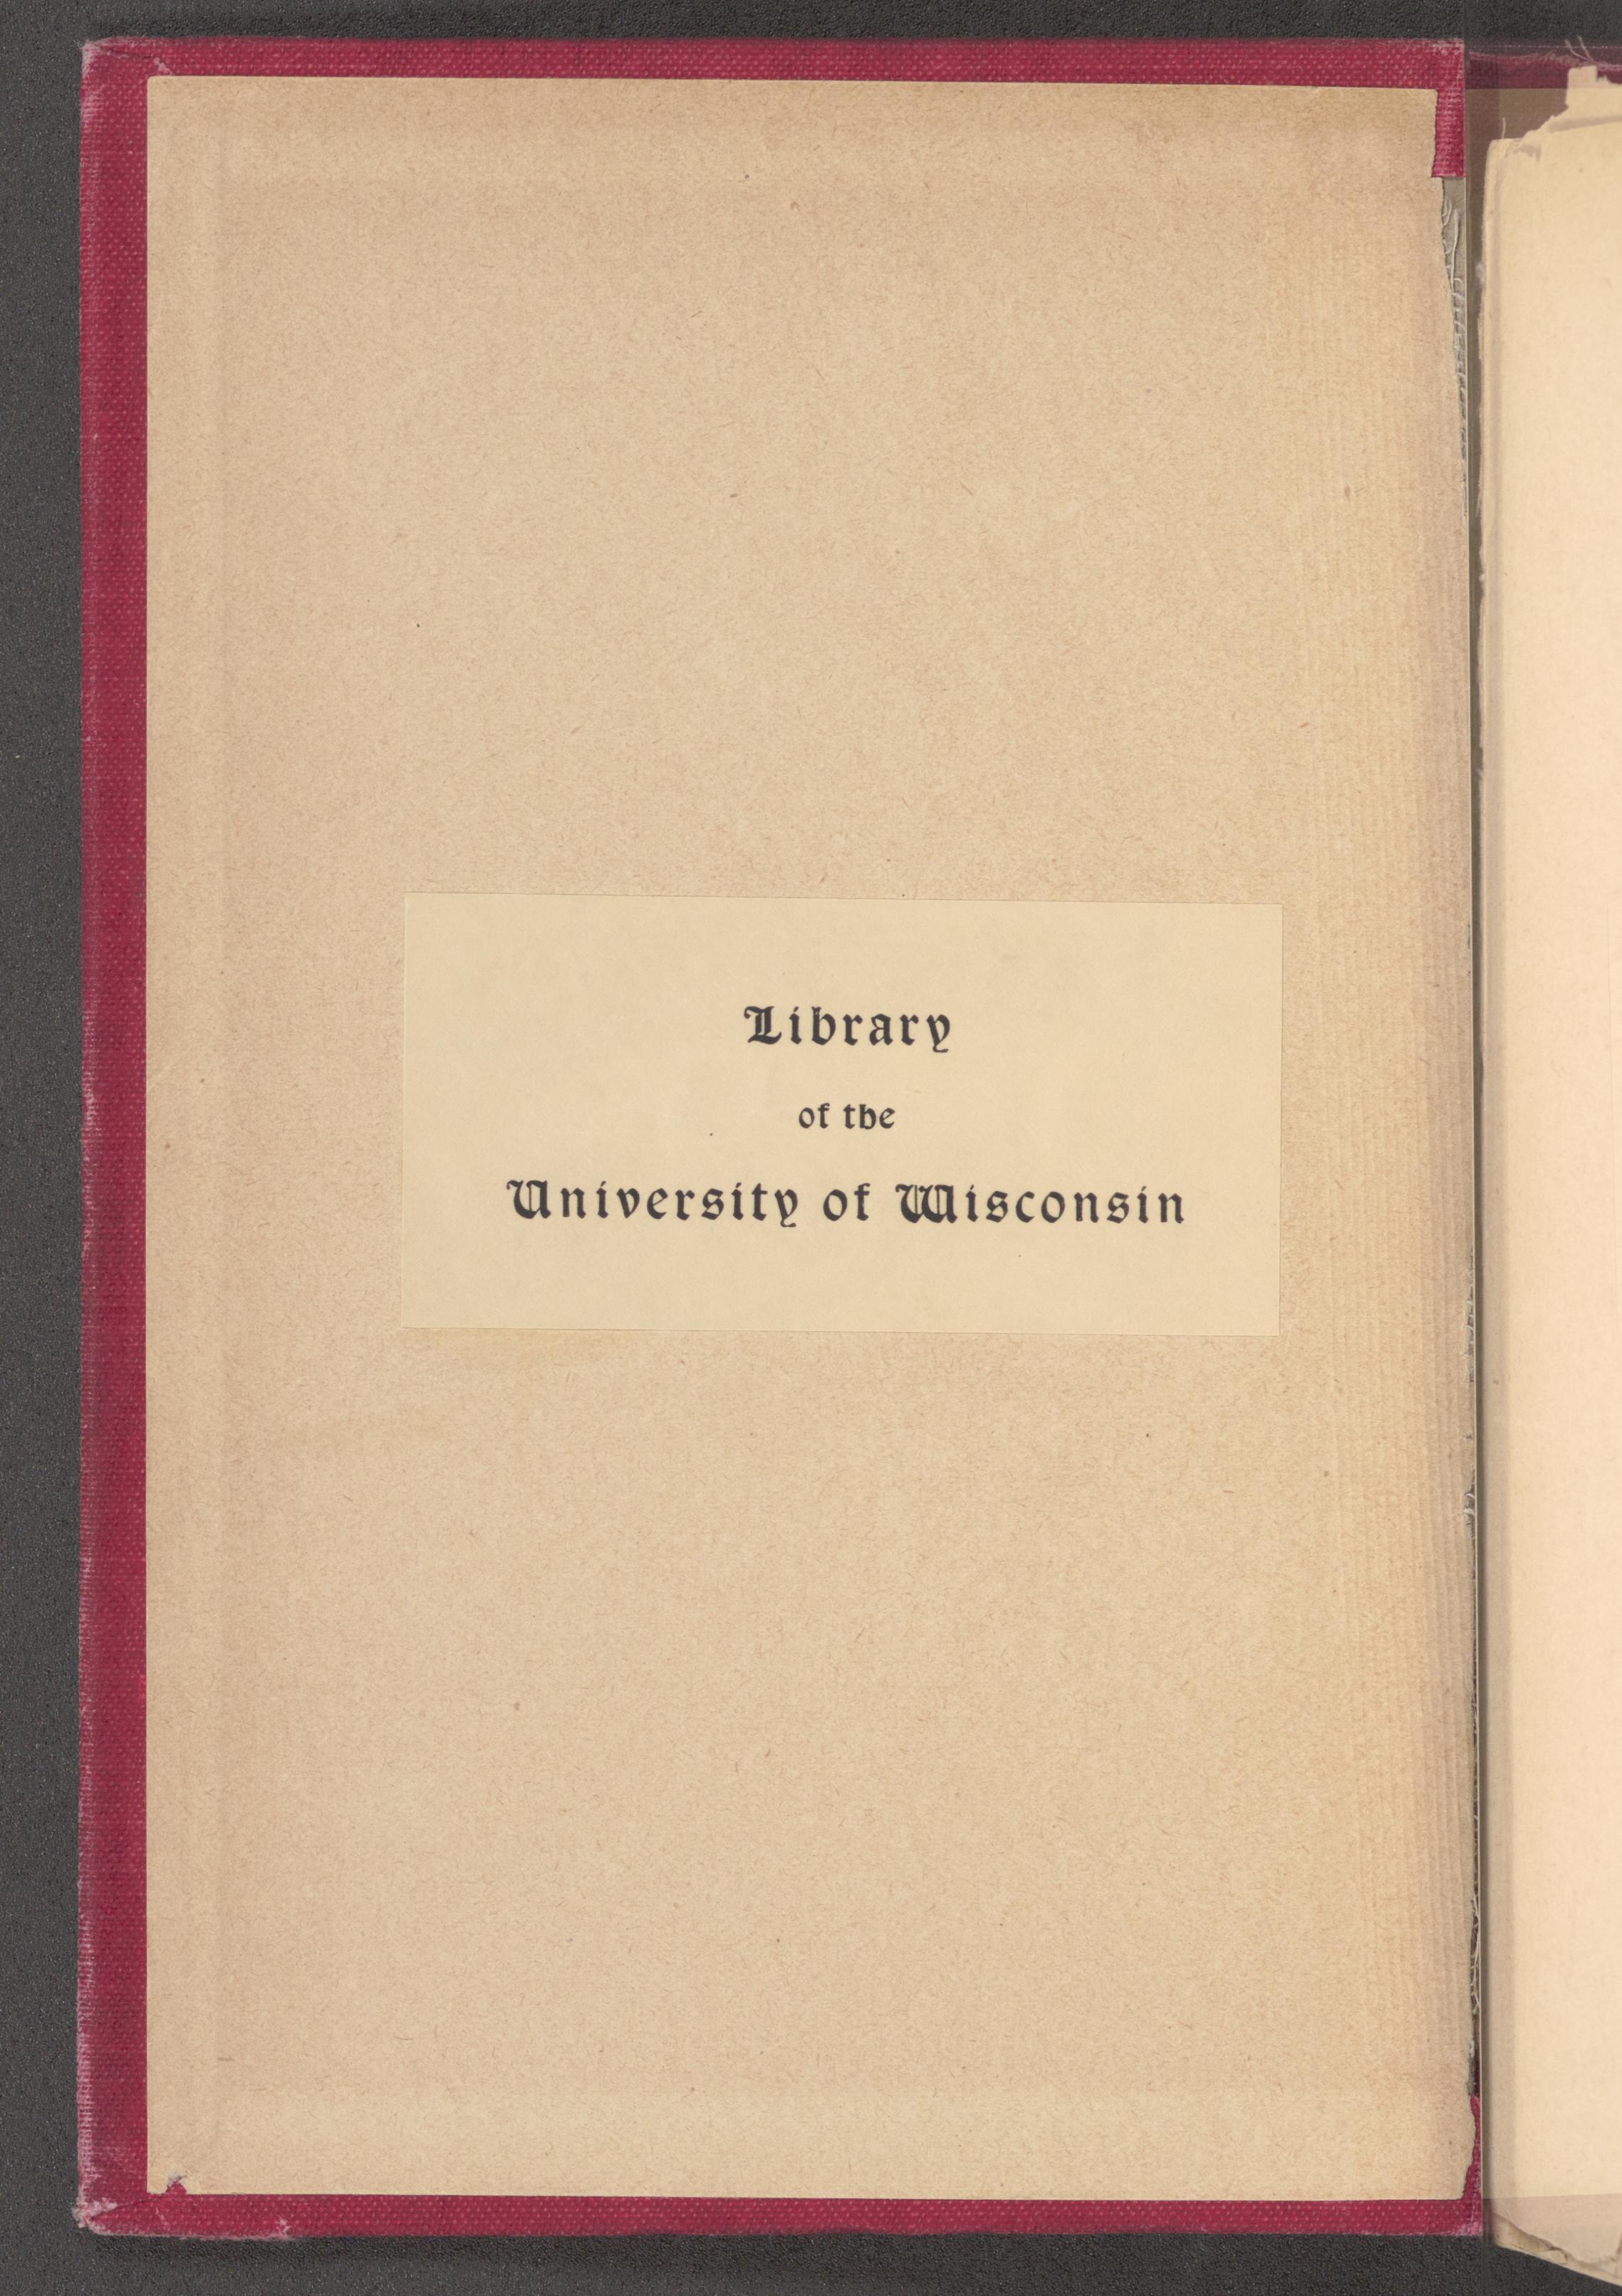 Library
of the
University of Wisconsin